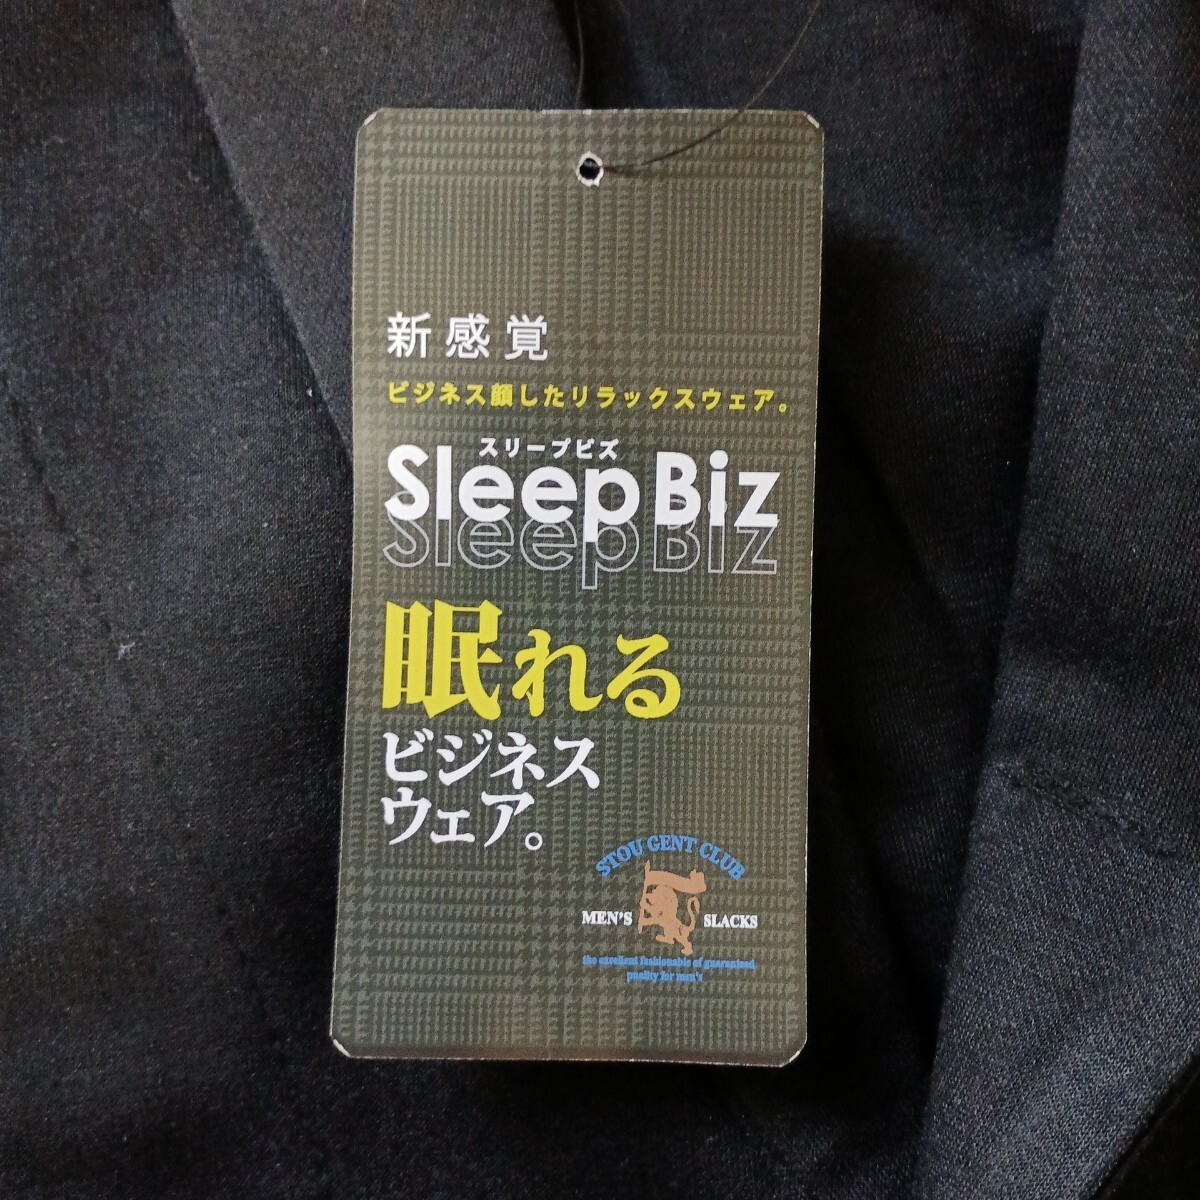 新感覚
ビジネス顔したリラックスウェア。
スリープビズ
Sleep Biz
Sleep Biz
眠れる
ビジネス
ウェア。
STOU GENT CLUB
MEN'S SLACKS
the excellent fashionable of guaranteed
puality for men's